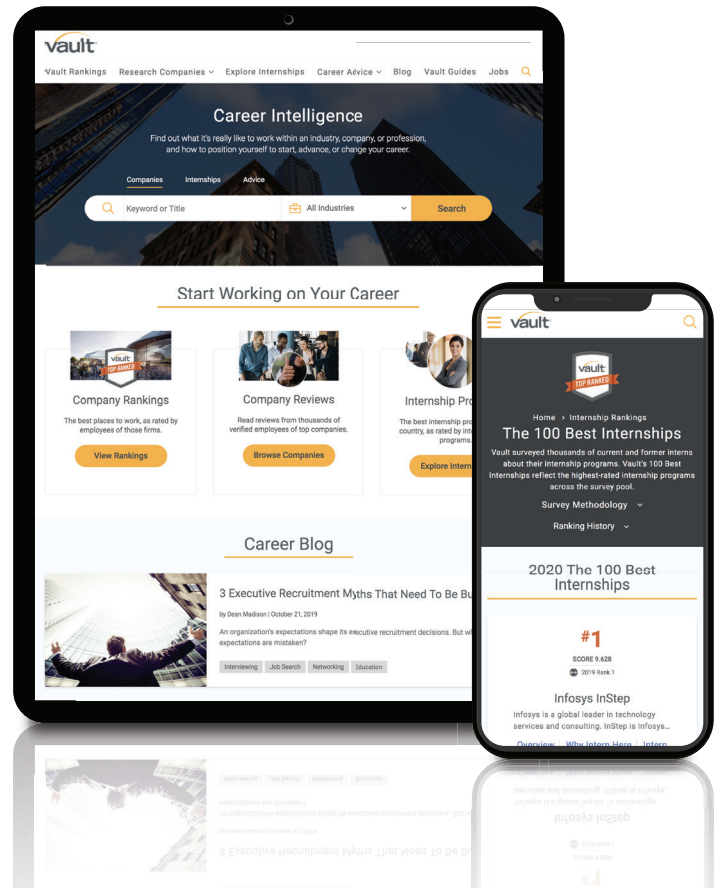 vault
Vault Rankings Research Companies Explore Internships Career Advice Blog Vault Guides Jobs
Career Intelligence
Find out what it's really like to work within an industry, company, or profession,
and how to position yourself to start, advance, or change your career.
Companies Internships Advice
Keyword or Title All Industries Search
Start Working on Your Career
vault
TOP RANKED
Company Rankings
The best places to work, as rated by
employees of those firms.
View Rankings
Company Reviews
Read reviews from thousands of
verified employees of top companies.
Browse Companies
Internship Pro
The best internship pro
country, as rated by int
programs.
Explore Intern
Career Blog
3 Executive Recruitment Myths That Need To Be Bu
by Dean Madison | October 21, 2019
An organization's expectations shape its executive recruitment decisions. But wh
expectations are mistaken?
Interviewing Job Search Networking Education
vault
vault
TOP RANKED
Home > Internship Rankings
The 100 Best Internships
Vault surveyed thousands of current and former interns
about their internship programs. Vault's 100 Best
Internships reflect the highest-rated internship programs
across the survey pool.
Survey Methodology
Ranking History
2020 The 100 Best
Internships
#1
SCORE 9.628
2019 Rank 1
Infosys InStep
Infosys is a global leader in technology
services and consulting. InStep is Infosys...
Overview Why Intern Here Intern